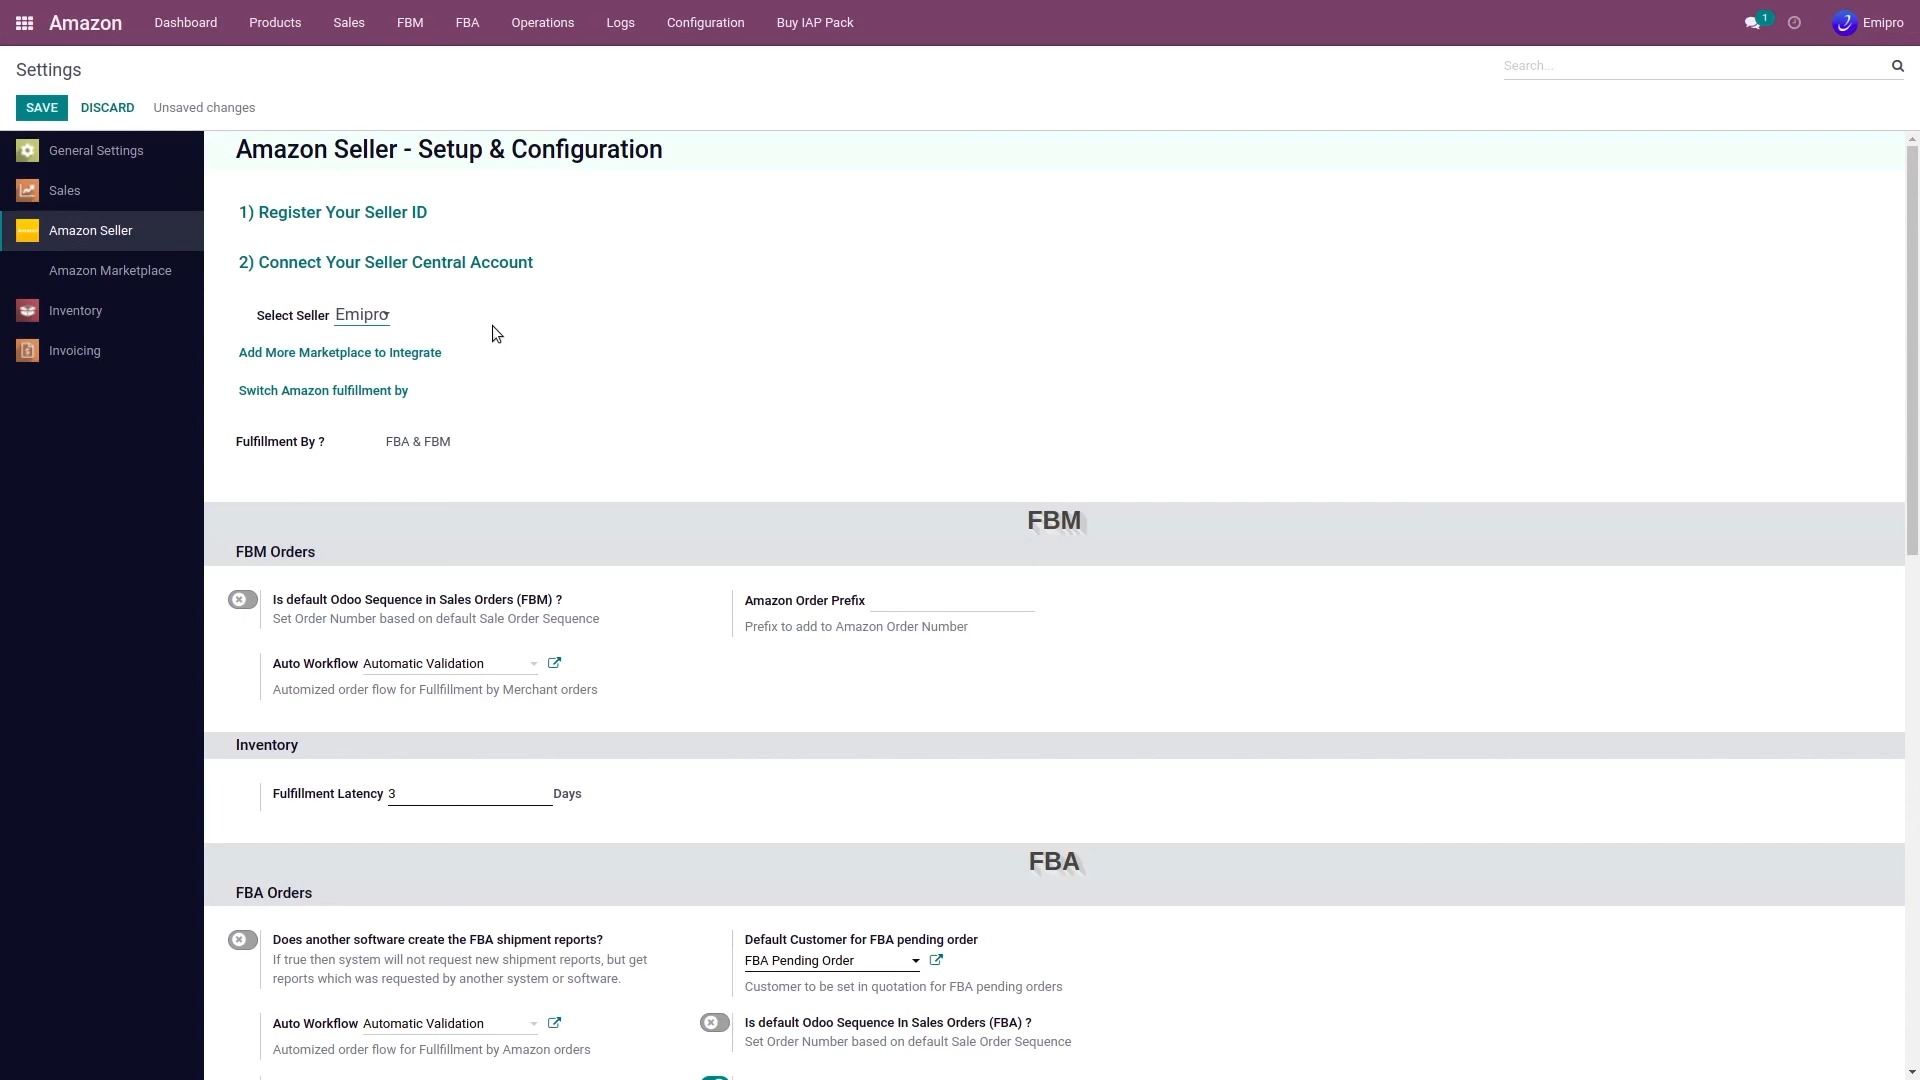 Amazon Dashboard Products Sales FBM FBA Operations Logs Configuration Buy IAP Pack 1 Emipro
Settings
Search...
SAVE DISCARD Unsaved changes
General Settings
Sales
Amazon Seller
Amazon Marketplace
Inventory
Invoicing
Amazon Seller - Setup & Configuration
1) Register Your Seller ID
2) Connect Your Seller Central Account
Select Seller Emipro
Add More Marketplace to Integrate
Switch Amazon fulfillment by
Fulfillment By ? FBA & FBM
FBM
FBM Orders
Is default Odoo Sequence in Sales Orders (FBM) ?
Set Order Number based on default Sale Order Sequence
Amazon Order Prefix
Prefix to add to Amazon Order Number
Auto Workflow Automatic Validation
Automized order flow for Fullfillment by Merchant orders
Inventory
Fulfillment Latency 3 Days
FBA
FBA Orders
Does another software create the FBA shipment reports?
If true then system will not request new shipment reports, but get
reports which was requested by another system or software.
Default Customer for FBA pending order
FBA Pending Order
Customer to be set in quotation for FBA pending orders
Auto Workflow Automatic Validation
Automized order flow for Fullfillment by Amazon orders
Is default Odoo Sequence In Sales Orders (FBA) ?
Set Order Number based on default Sale Order Sequence